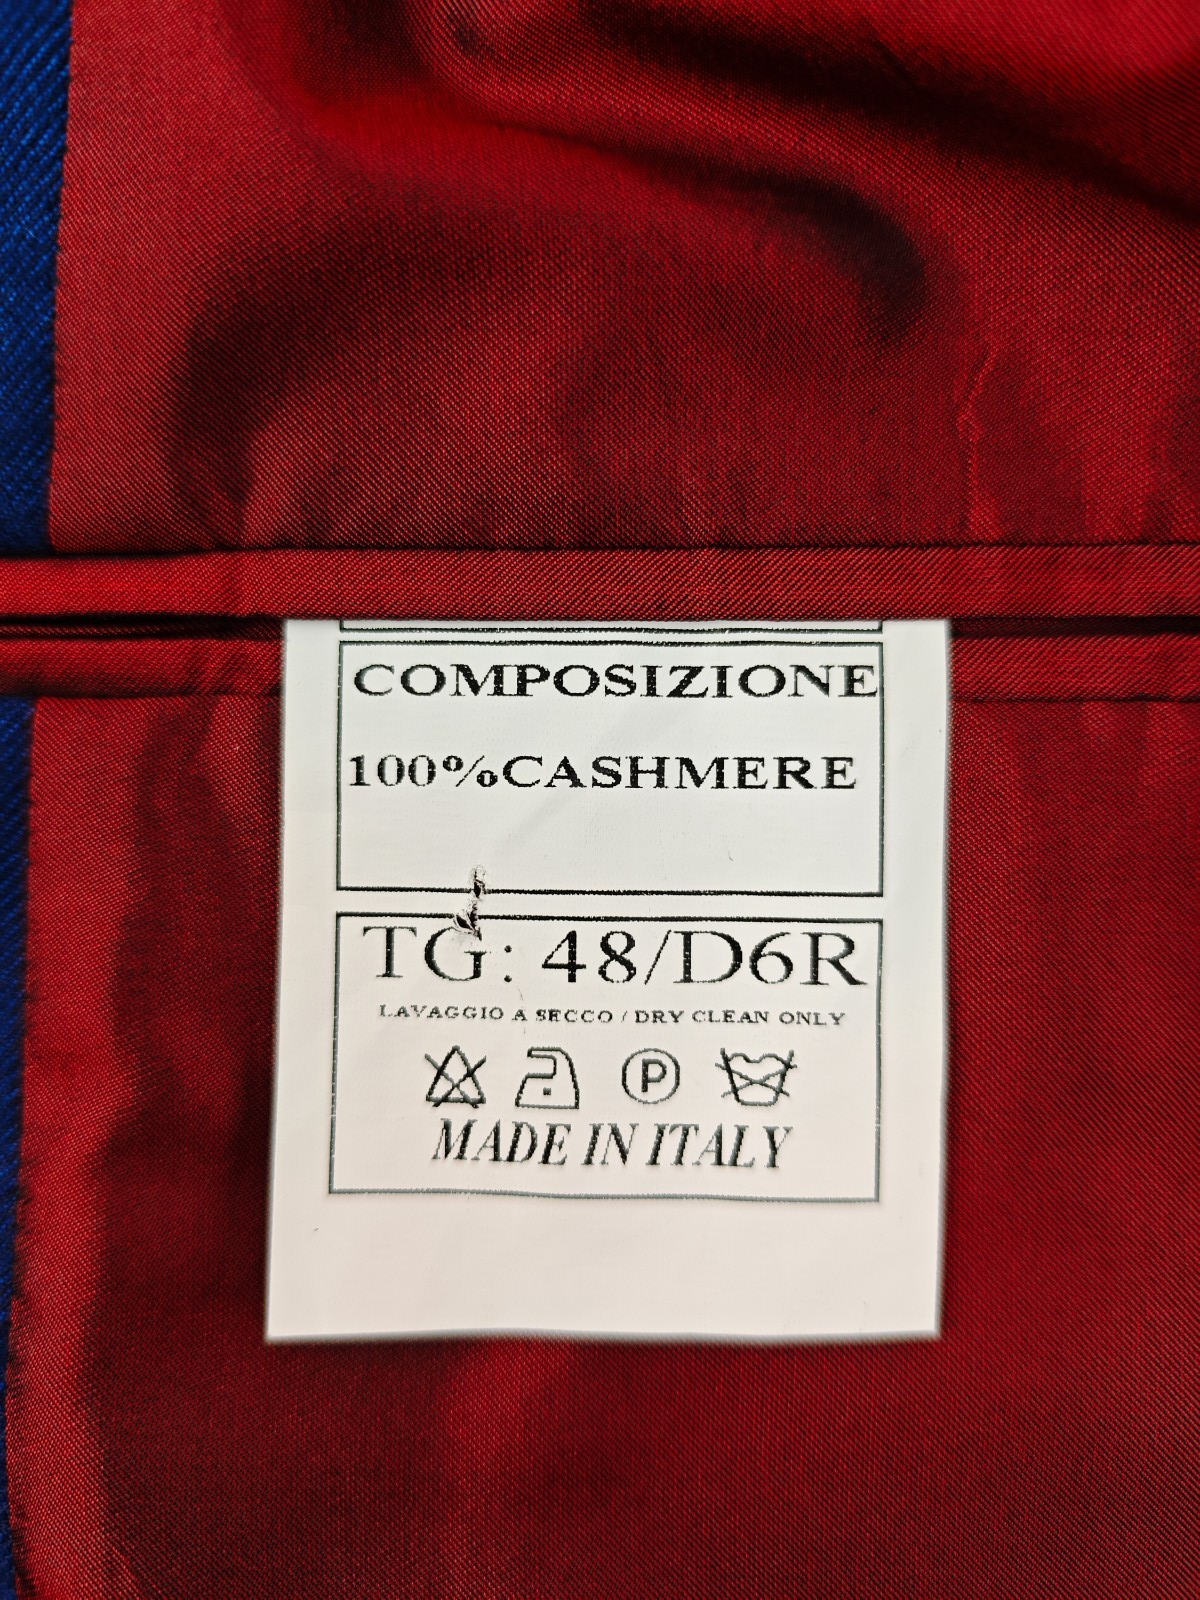 COMPOSIZIONE
100%CASHMERE
TG: 48/D6R
LAVAGGIO A SECCO / DRY CLEAN ONLY
P
MADE IN ITALY